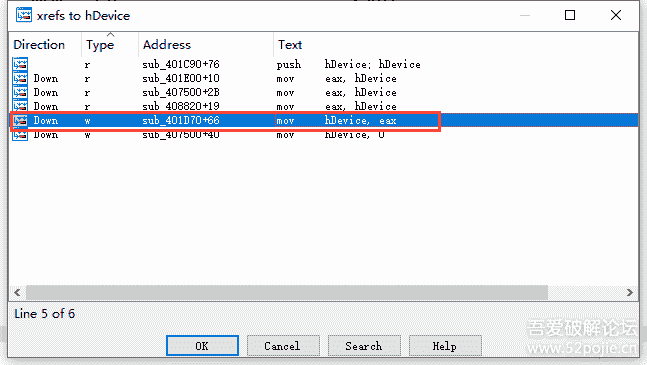 xrefs to hDevice
Direction Type Address Text
r sub_401C90+76 push hDevice; hDevice
Down r sub_401E00+10 mov eax, hDevice
Down r sub_407500+2B mov eax, hDevice
Down r sub_408820+19 mov eax, hDevice
Down w sub_401D70+66 mov hDevice, eax
Down w sub_407500+40 mov hDevice, 0
Line 5 of 6
OK Cancel Search Help
吾爱破解论坛
www.52pojie.cn